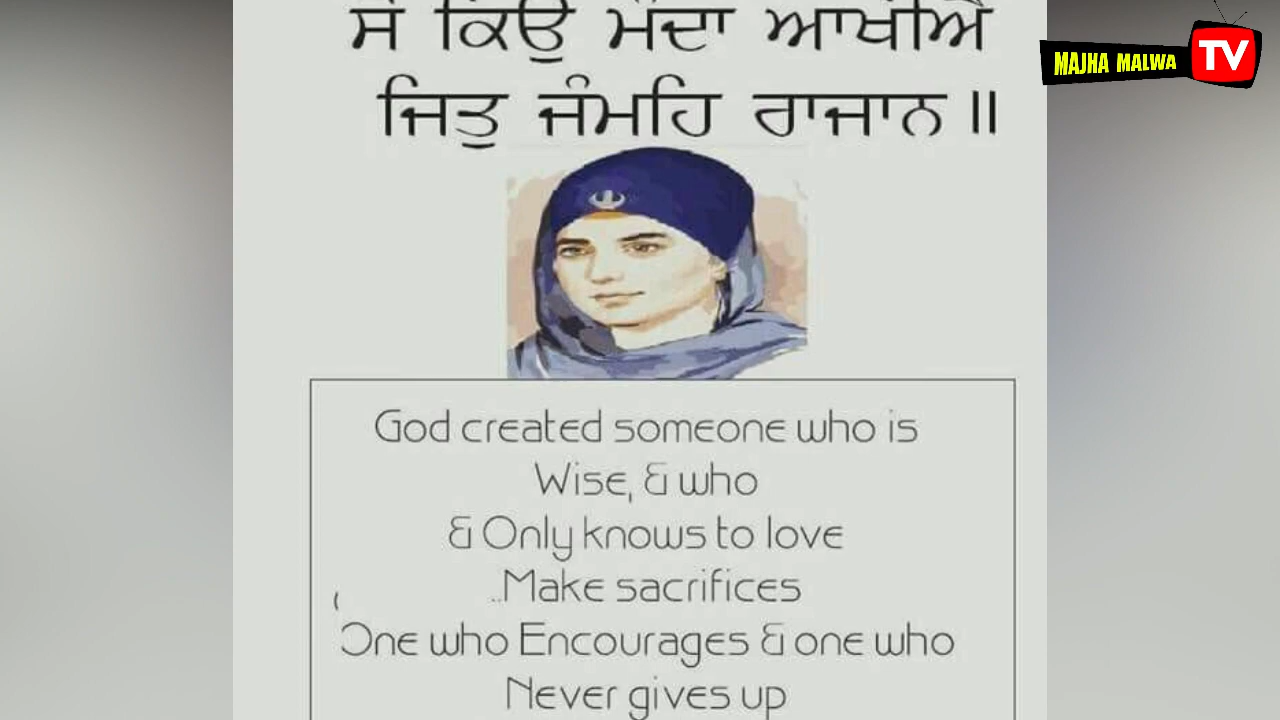 ਸੋ ਕਿਉ ਮੰਦਾ ਆਖੀਐ
ਜਿਤੁ ਜੰਮਹਿ ਰਾਜਾਨ ॥
MAJHA MALWA TV
God created someone who is
Wise, & who
& Only knows to love
..Make sacrifices
One who Encourages & one who
Never gives up